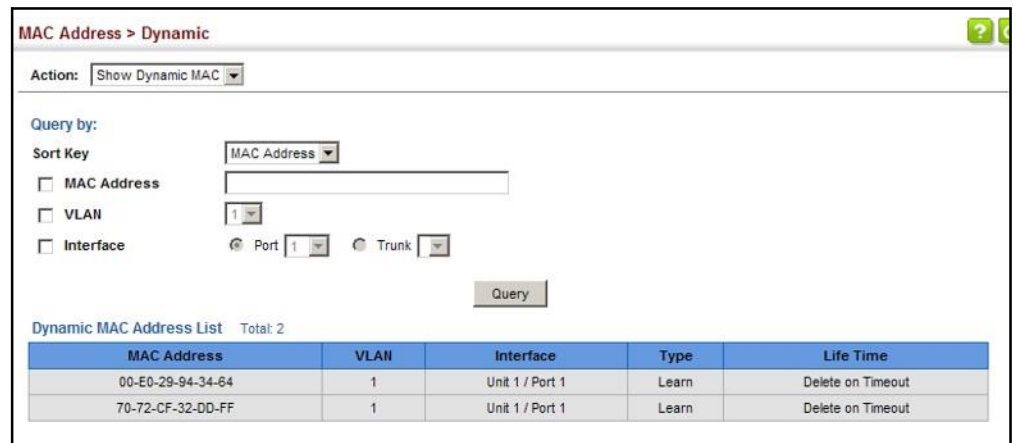 MAC Address > Dynamic
?
Action: Show Dynamic MAC
Query by:
Sort Key MAC Address
MAC Address
VLAN 1
Interface Port 1 Trunk
Query
Dynamic MAC Address List Total: 2
MAC Address VLAN Interface Type Life Time
00-E0-29-94-34-64 1 Unit 1 / Port 1 Learn Delete on Timeout
70-72-CF-32-DD-FF 1 Unit 1 / Port 1 Learn Delete on Timeout